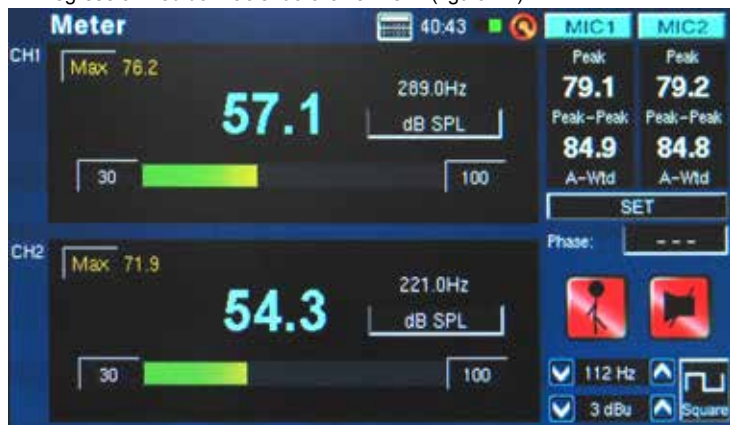 Meter
40:43
MIC1 MIC2
CH1
Max 76.2
57.1
289.0Hz
dB SPL
30
100
Peak Peak
79.1 79.2
Peak-Peak Peak-Peak
84.9 84.8
A-Wtd A-Wtd
SET
Phase: ---
CH2
Max 71.9
54.3
221.0Hz
dB SPL
30
100
112 Hz
3 dBu
Square